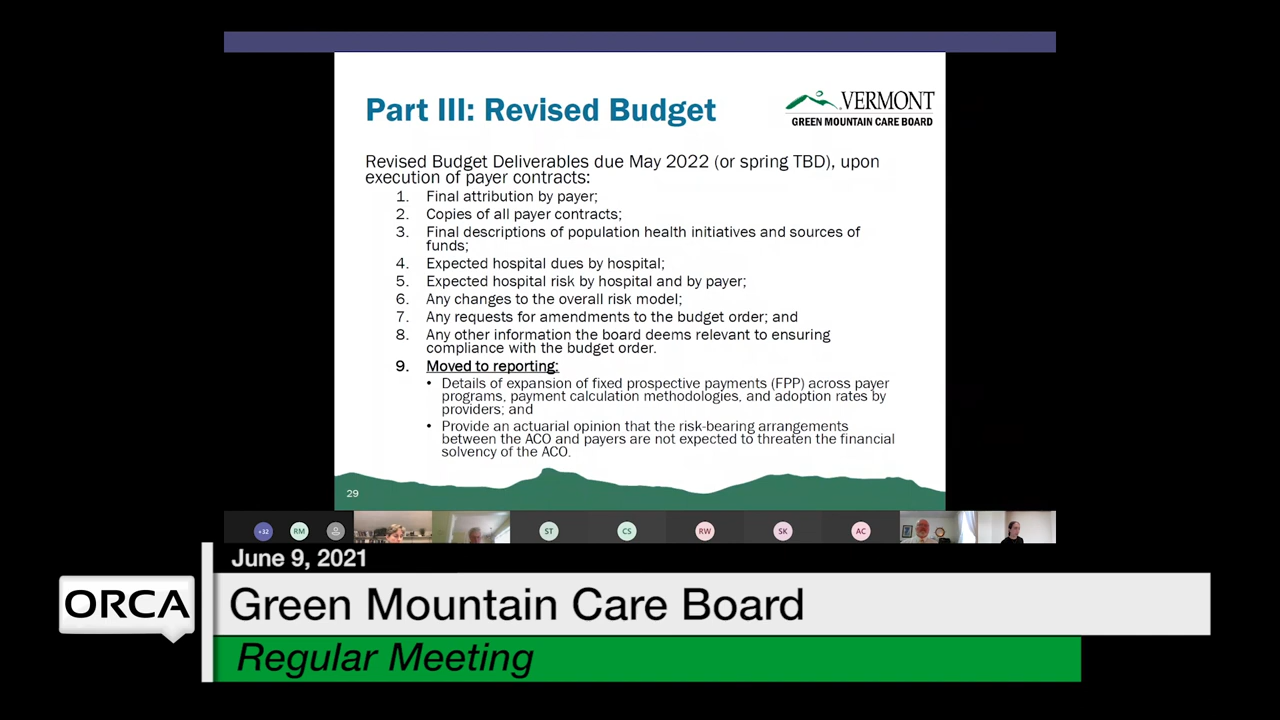 Part III: Revised Budget
VERMONT
GREEN MOUNTAIN CARE BOARD
Revised Budget Deliverables due May 2022 (or spring TBD), upon
execution of payer contracts:
1. Final attribution by payer;
2. Copies of all payer contracts;
3. Final descriptions of population health initiatives and sources of
funds;
4. Expected hospital dues by hospital;
5. Expected hospital risk by hospital and by payer;
6. Any changes to the overall risk model;
7. Any requests for amendments to the budget order; and
8. Any other information the board deems relevant to ensuring
compliance with the budget order.
9. Moved to reporting:
• Details of expansion of fixed prospective payments (FPP) across payer
programs, payment calculation methodologies, and adoption rates by
providers; and
• Provide an actuarial opinion that the risk-bearing arrangements
between the ACO and payers are not expected to threaten the financial
solvency of the ACO.
29
+32 RM ST CS RW SK AC
June 9, 2021
ORCA
Green Mountain Care Board
Regular Meeting